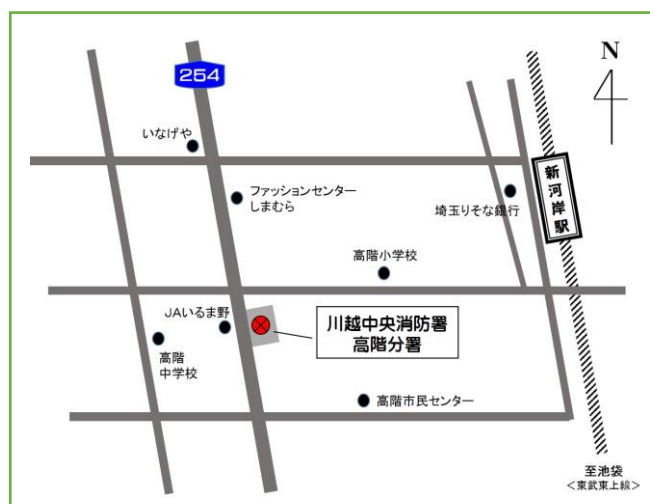 N
254
いなげや
ファッションセンター
しまむら
埼玉りそな銀行
新河岸駅
高階小学校
JAいるま野
川越中央消防署
高階分署
高階
中学校
高階市民センター
至池袋
<東武東上線>